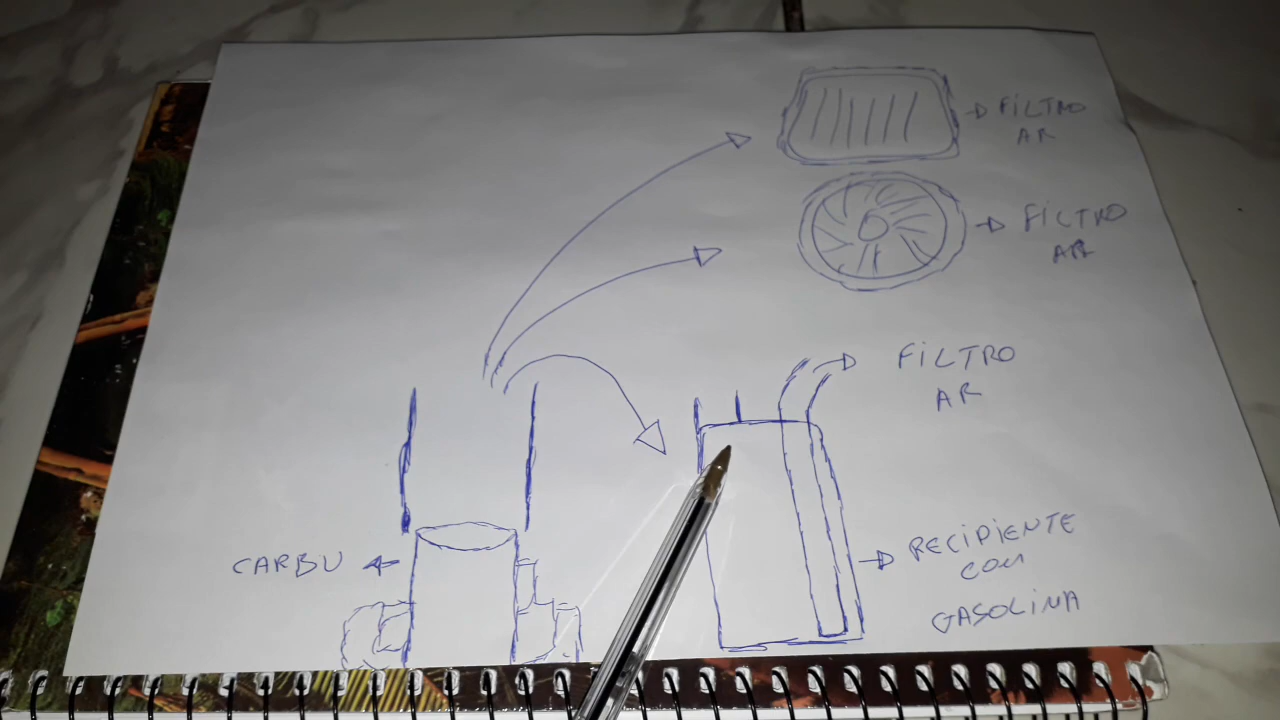 FILTRO
AR
FILTRO
AR
FILTRO
AR
CARBU
RECIPIENTE
COM
GASOLINA